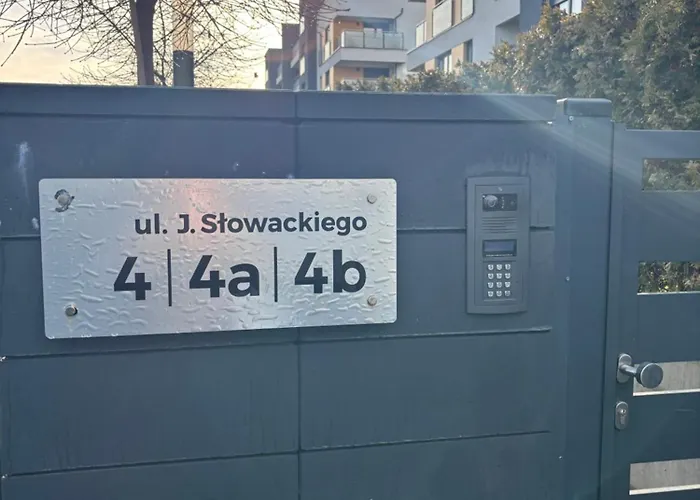 ul. J. Słowackiego
4 | 4a | 4b